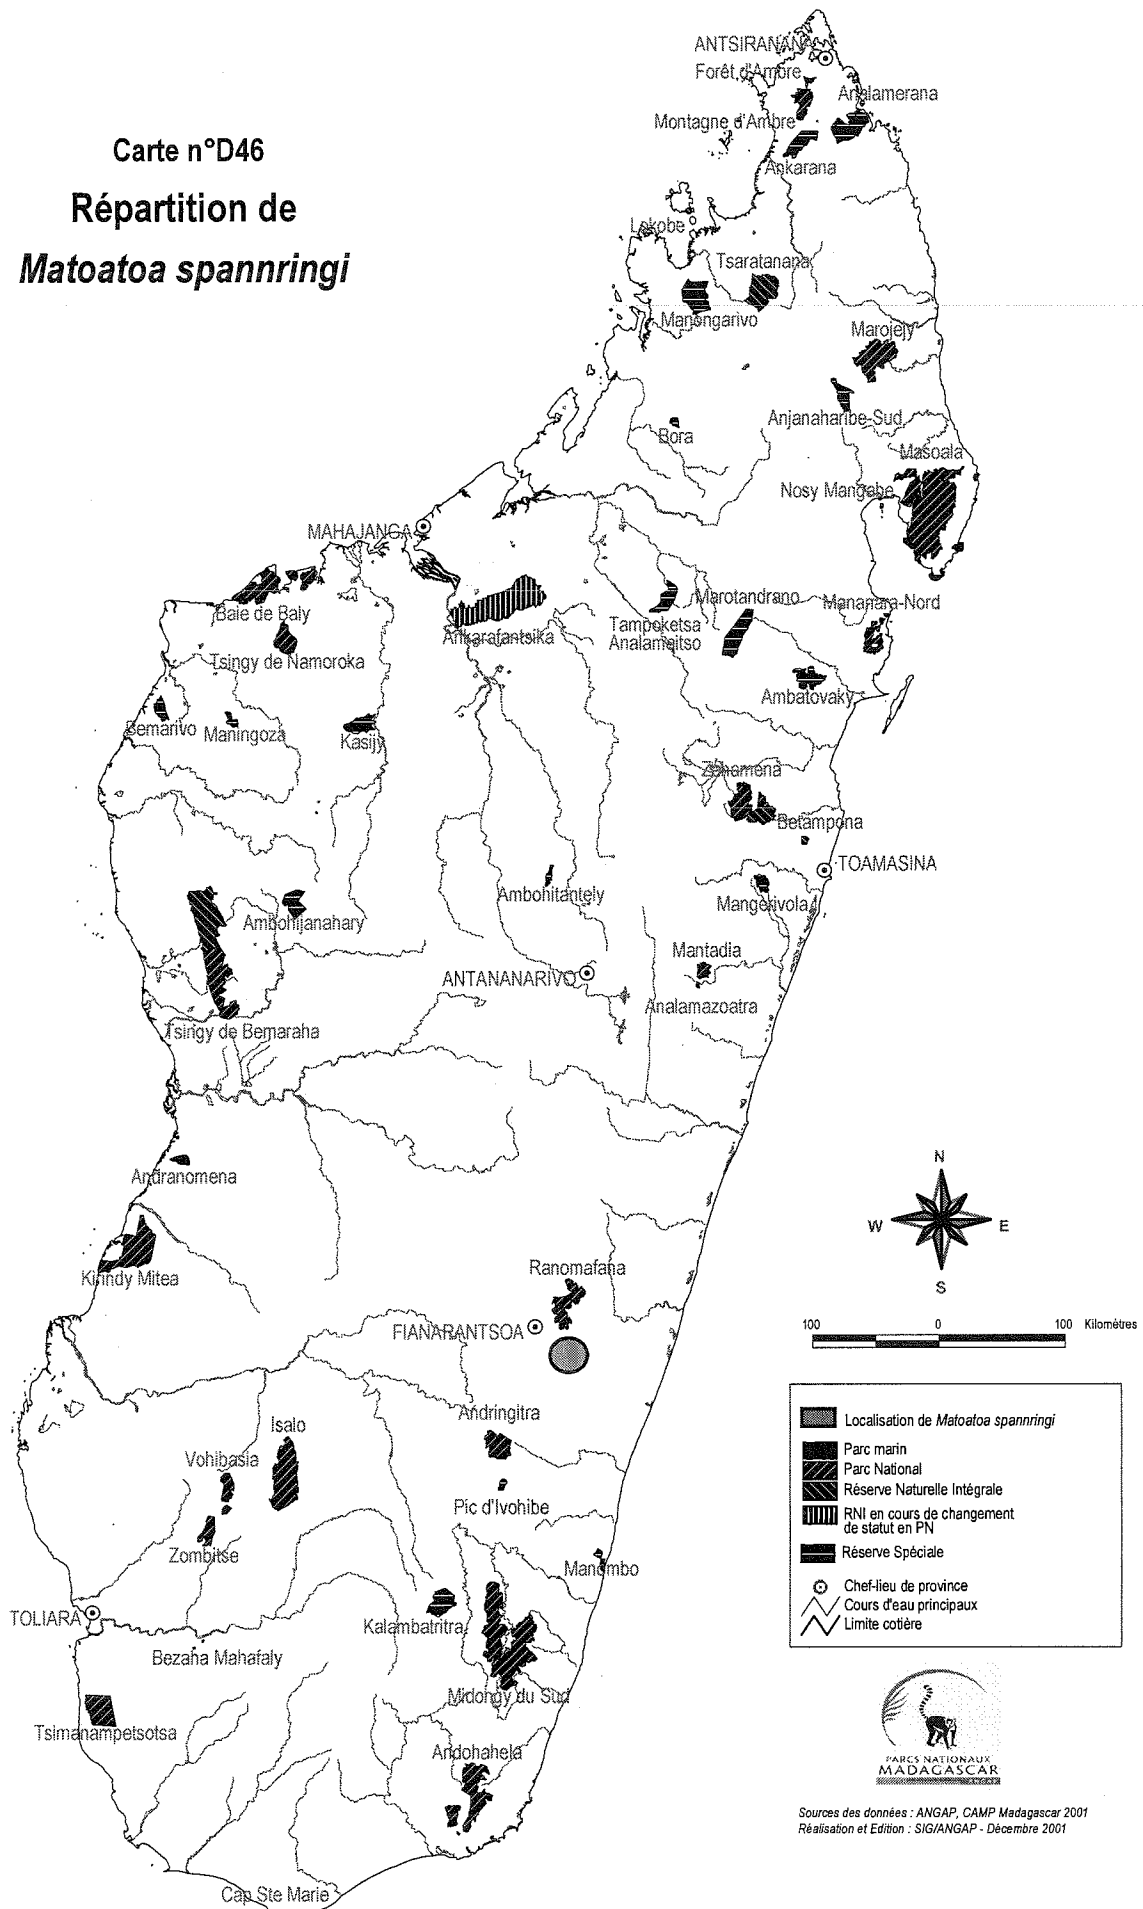 Carte n°D46
Répartition de
Matoatoa spannringi
ANTSIRANANA
Forêt d'Ambre
Analamerana
Montagne d'Ambre
Ankarana
Lokobe
Tsaratanana
Manongarivo
Marojejy
Anjanaharibe-Sud
Bora
Masoala
Nosy Mangabe
MAHAJANGA
Baie de Baly
Ankarafantsika
Tampoketsa
Analamaitso
Marotandrano
Mananara-Nord
Tsingy de Namoroka
Ambatovaky
Bemarivo
Maningoza
Kasijy
Zahamena
Betampona
TOAMASINA
Ambohitantely
Mangerivola
Ambohijanahary
Mantadia
ANTANANARIVO
Analamazoatra
Tsingy de Bemaraha
Andranomena
N
W
E
S
Kirindy Mitea
Ranomafana
FIANARANTSOA
100
0
100
Kilomètres
Andringitra
Isalo
Vohibasia
Pic d'Ivohibe
Zombitse
Manombo
TOLIARA
Kalambatritra
Bezaha Mahafaly
Midongy du Sud
Tsimanampetsotsa
Andohahela
Cap Ste Marie
Localisation de Matoatoa spannringi
Parc marin
Parc National
Réserve Naturelle Intégrale
RNI en cours de changement
de statut en PN
Réserve Spéciale
Chef-lieu de province
Cours d'eau principaux
Limite cotière
PARCS NATIONAUX
MADAGASCAR
ANGAP
Sources des données : ANGAP, CAMP Madagascar 2001
Réalisation et Edition : SIG/ANGAP - Décembre 2001